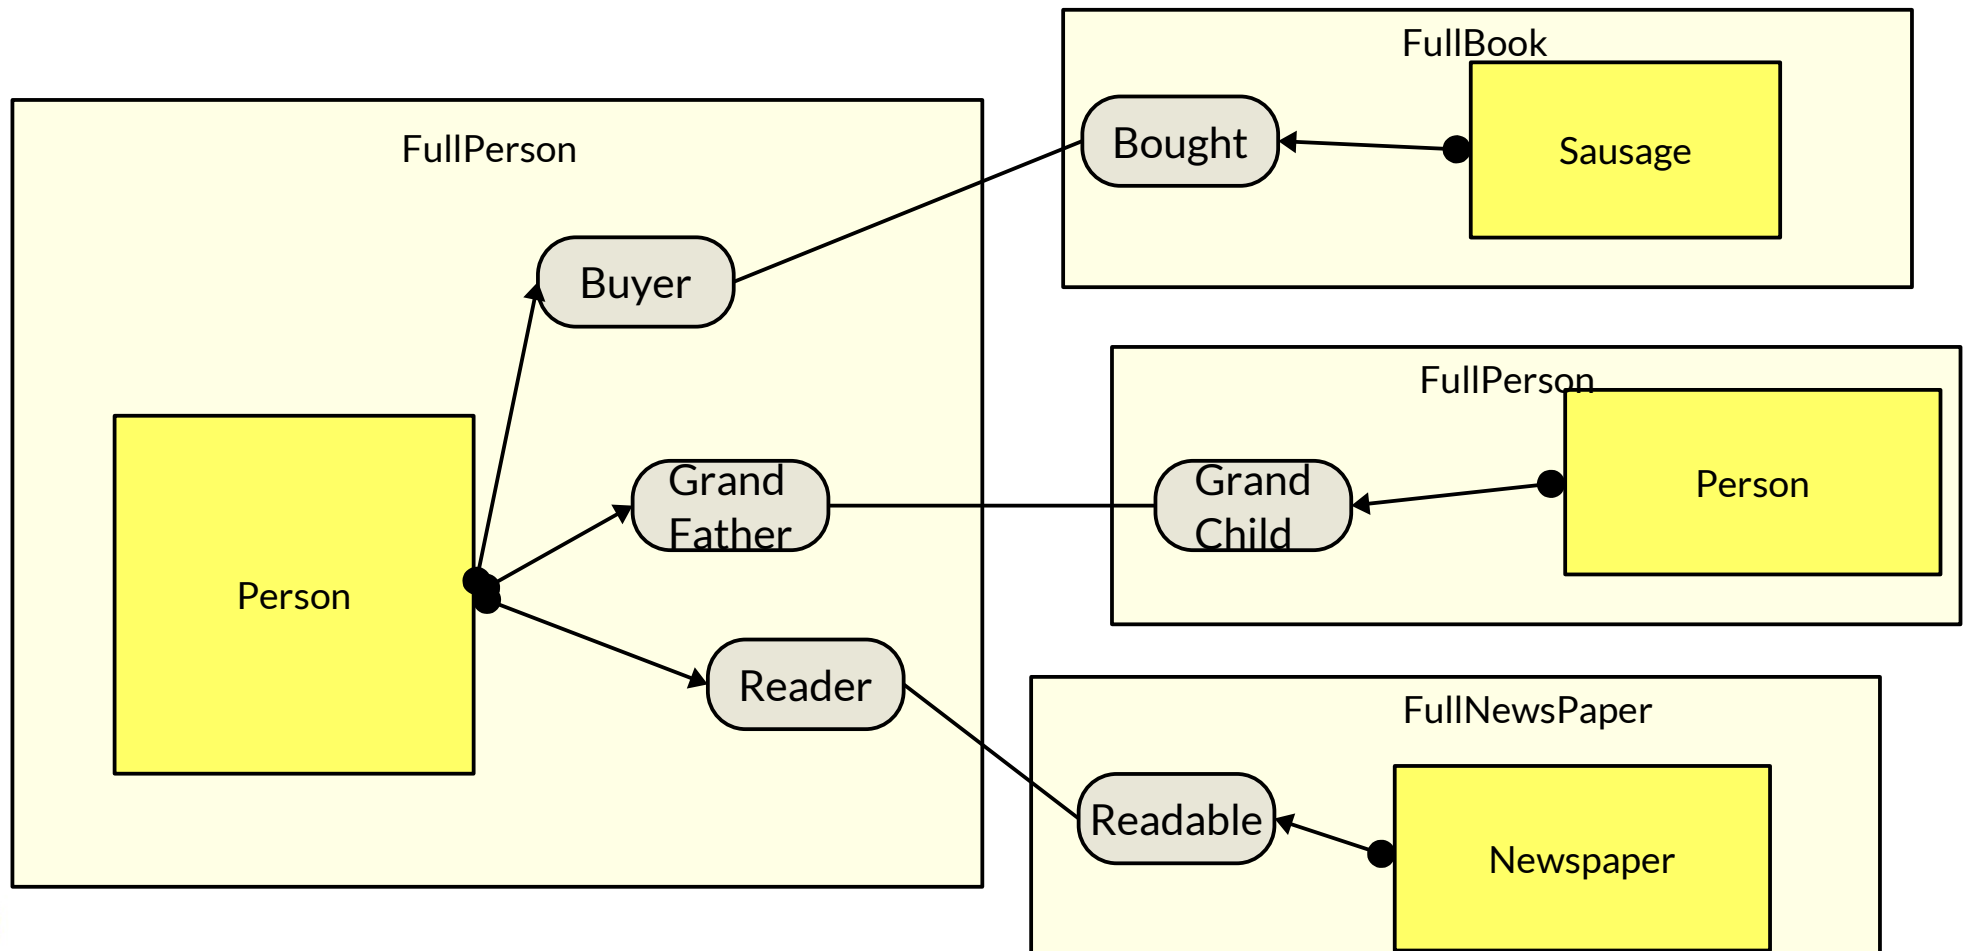 FullPerson
Buyer
Grand
Father
Person
Reader
FullBook
Bought
Sausage
FullPerson
Grand
Child
Person
FullNewsPaper
Readable
Newspaper